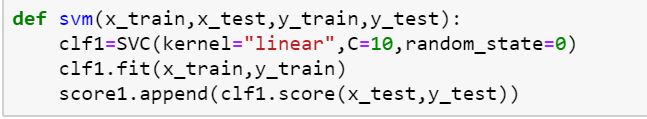 def svm(x_train,x_test,y_train,y_test):
    clf1=SVC(kernel="linear",C=10,random_state=0)
    clf1.fit(x_train,y_train)
    score1.append(clf1.score(x_test,y_test))